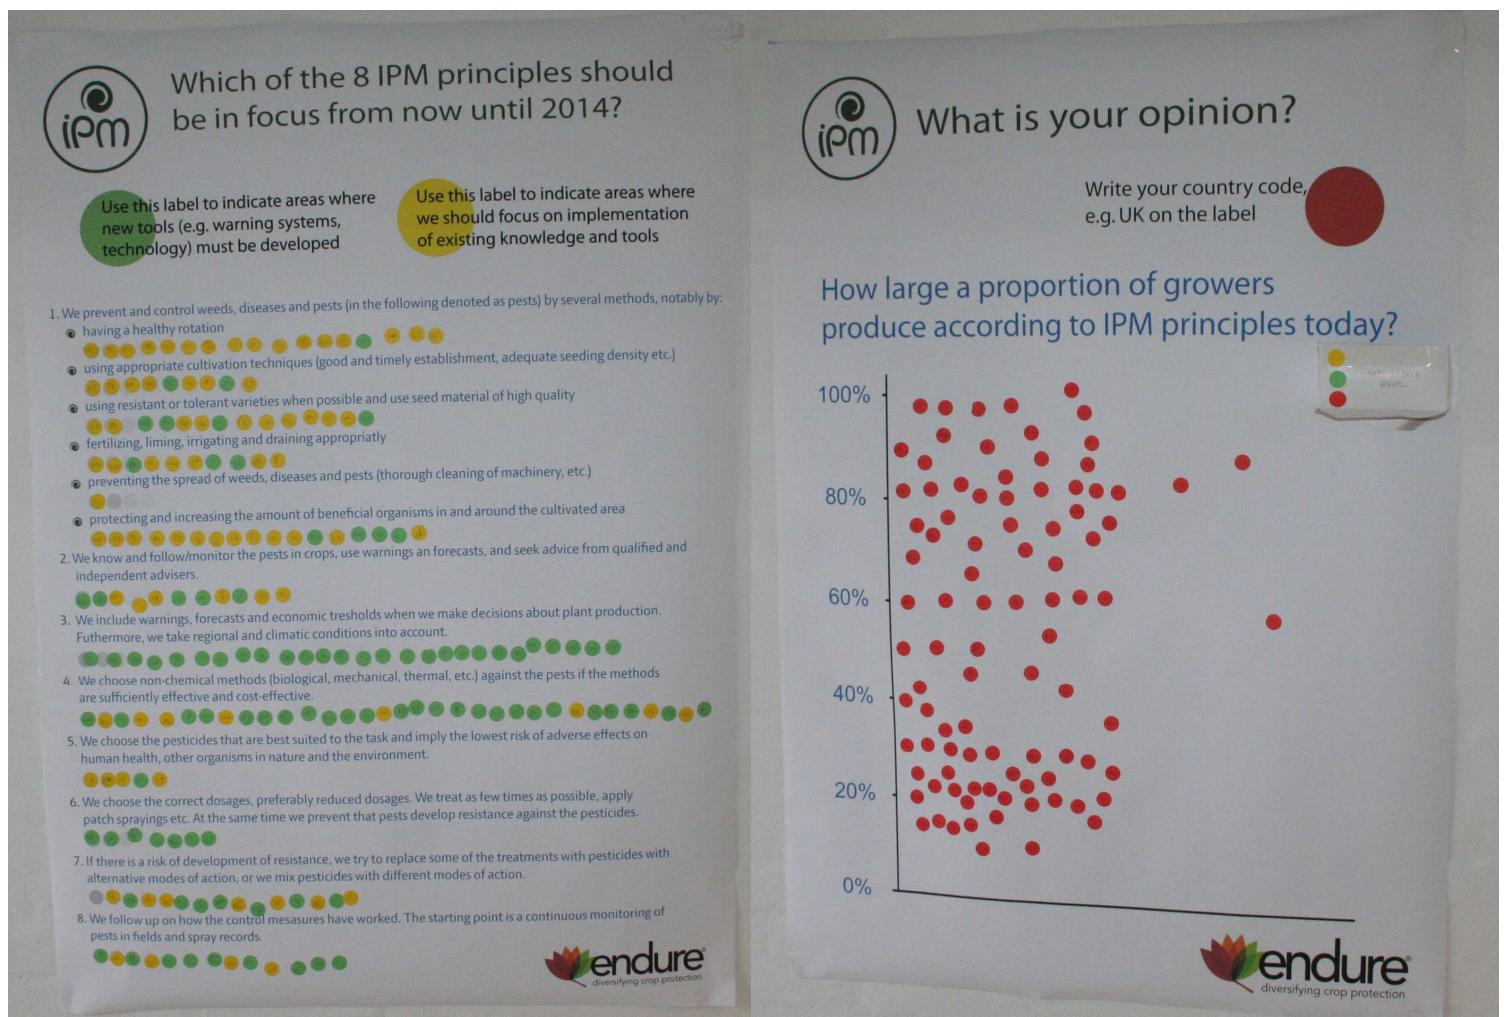 ipm
Which of the 8 IPM principles should
be in focus from now until 2014?
Use this label to indicate areas where
new tools (e.g. warning systems,
technology) must be developed
Use this label to indicate areas where
we should focus on implementation
of existing knowledge and tools
1. We prevent and control weeds, diseases and pests (in the following denoted as pests) by several methods, notably by:
having a healthy rotation
using appropriate cultivation techniques (good and timely establishment, adequate seeding density etc.)
using resistant or tolerant varieties when possible and use seed material of high quality
fertilizing, liming, irrigating and draining appropriatly
preventing the spread of weeds, diseases and pests (thorough cleaning of machinery, etc.)
protecting and increasing the amount of beneficial organisms in and around the cultivated area
2. We know and follow/monitor the pests in crops, use warnings an forecasts, and seek advice from qualified and
independent advisers.
3. We include warnings, forecasts and economic tresholds when we make decisions about plant production.
Futhermore, we take regional and climatic conditions into account.
4. We choose non-chemical methods (biological, mechanical, thermal, etc.) against the pests if the methods
are sufficiently effective and cost-effective.
5. We choose the pesticides that are best suited to the task and imply the lowest risk of adverse effects on
human health, other organisms in nature and the environment.
6. We choose the correct dosages, preferably reduced dosages. We treat as few times as possible, apply
patch sprayings etc. At the same time we prevent that pests develop resistance against the pesticides.
7. If there is a risk of development of resistance, we try to replace some of the treatments with pesticides with
alternative modes of action, or we mix pesticides with different modes of action.
8. We follow up on how the control mesasures have worked. The starting point is a continuous monitoring of
pests in fields and spray records.
endure
diversifying crop protection
ipm
What is your opinion?
Write your country code,
e.g. UK on the label
How large a proportion of growers
produce according to IPM principles today?
HERE
100%
80%
60%
40%
20%
0%
endure
diversifying crop protection